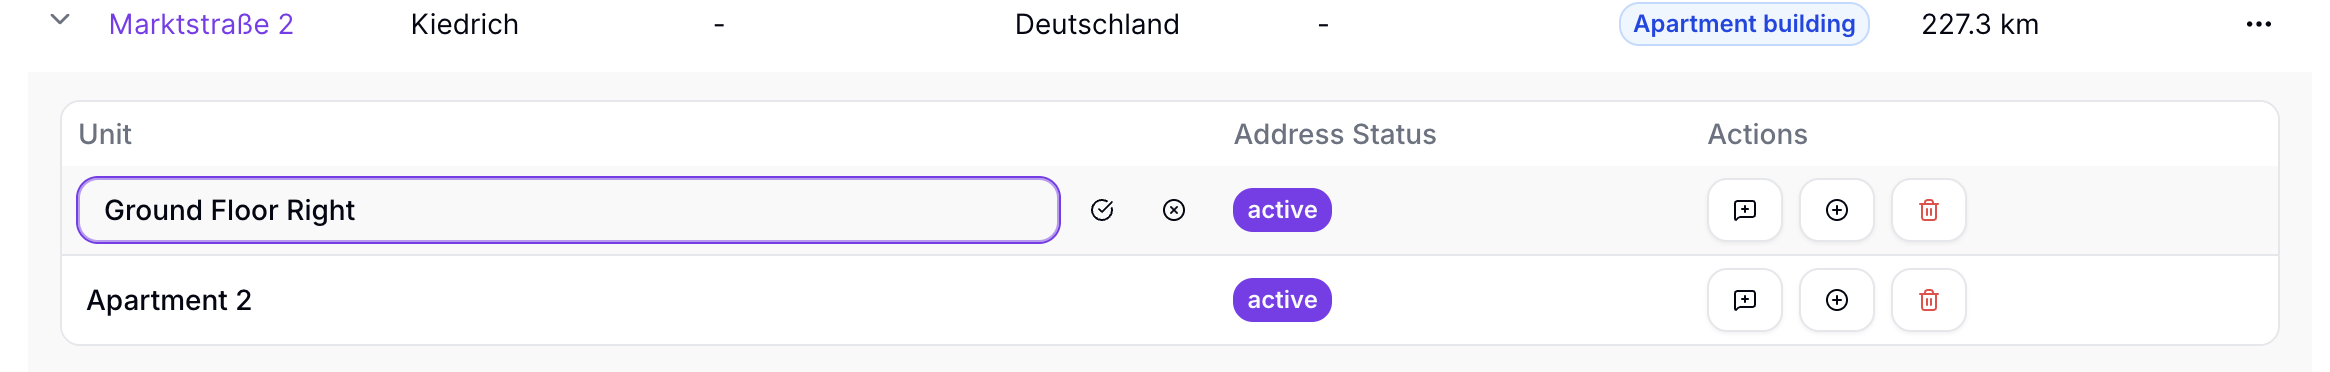 Marktstraße 2 Kiedrich - Deutschland - Apartment building 227.3 km
Unit Address Status Actions
Ground Floor Right active
Apartment 2 active